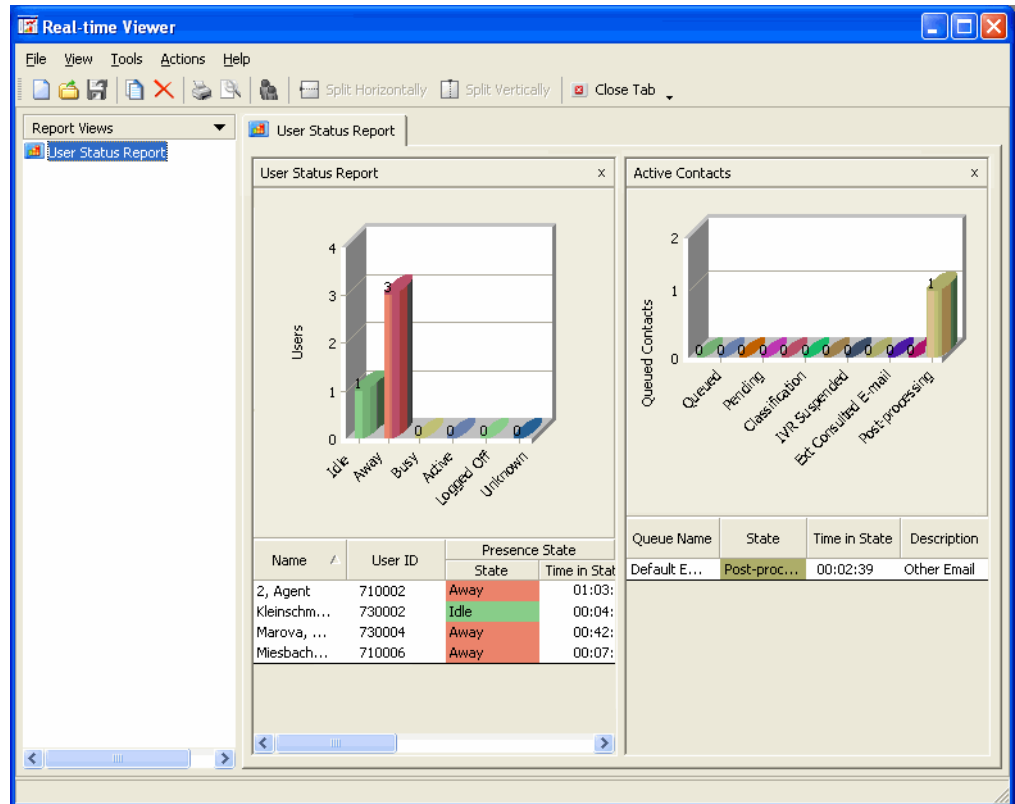 Real-time Viewer
File View Tools Actions Help
Split Horizontally Split Vertically Close Tab
Report Views
User Status Report
User Status Report
User Status Report x
4
3
2
1
0
Users
1
3
0
0
0
0
Idle
Away
Busy
Active
Logged Off
Unknown
Name User ID Presence State
State Time in Stat
2, Agent 710002 Away 01:03:
Kleinschm... 730002 Idle 00:04:
Marova, ... 730004 Away 00:42:
Miesbach... 710006 Away 00:07:
Active Contacts x
2
1
0
Queued Contacts
0 0 0 0 0 0 0 0 0 0 1
Queued
Pending
Classification
IVR Suspended
Ext Consulted E-mail
Post-processing
Queue Name State Time in State Description
Default E... Post-proc... 00:02:39 Other Email